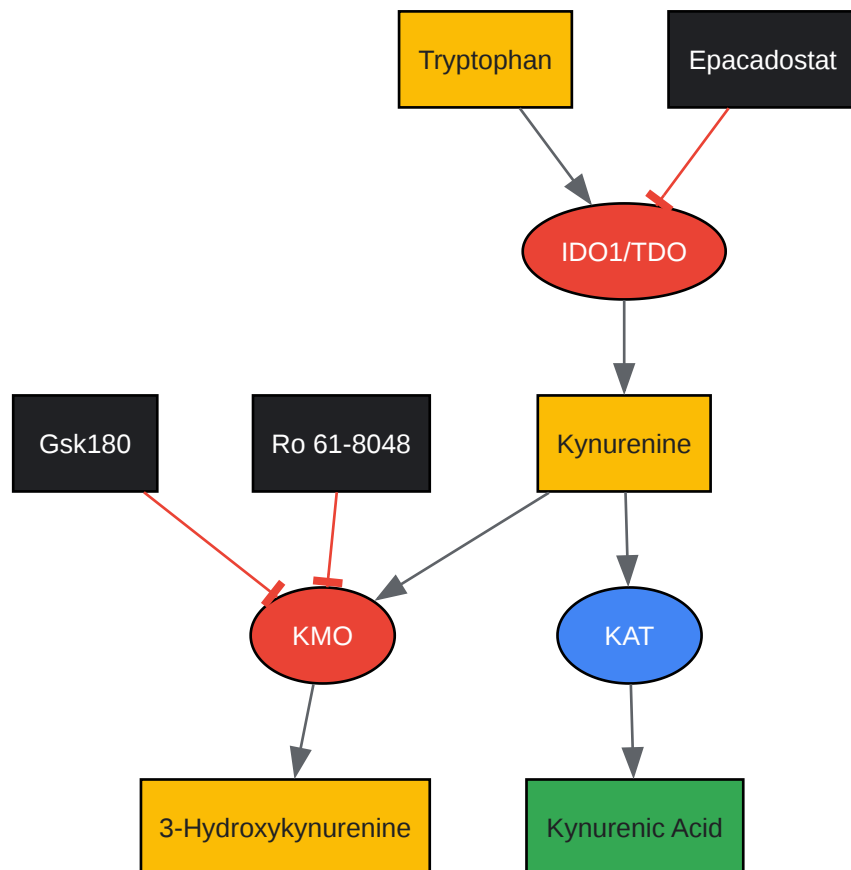 Tryptophan
Epacadostat
IDO1/TDO
Gsk180
Ro 61-8048
Kynurenine
KMO
KAT
3-Hydroxykynurenine
Kynurenic Acid